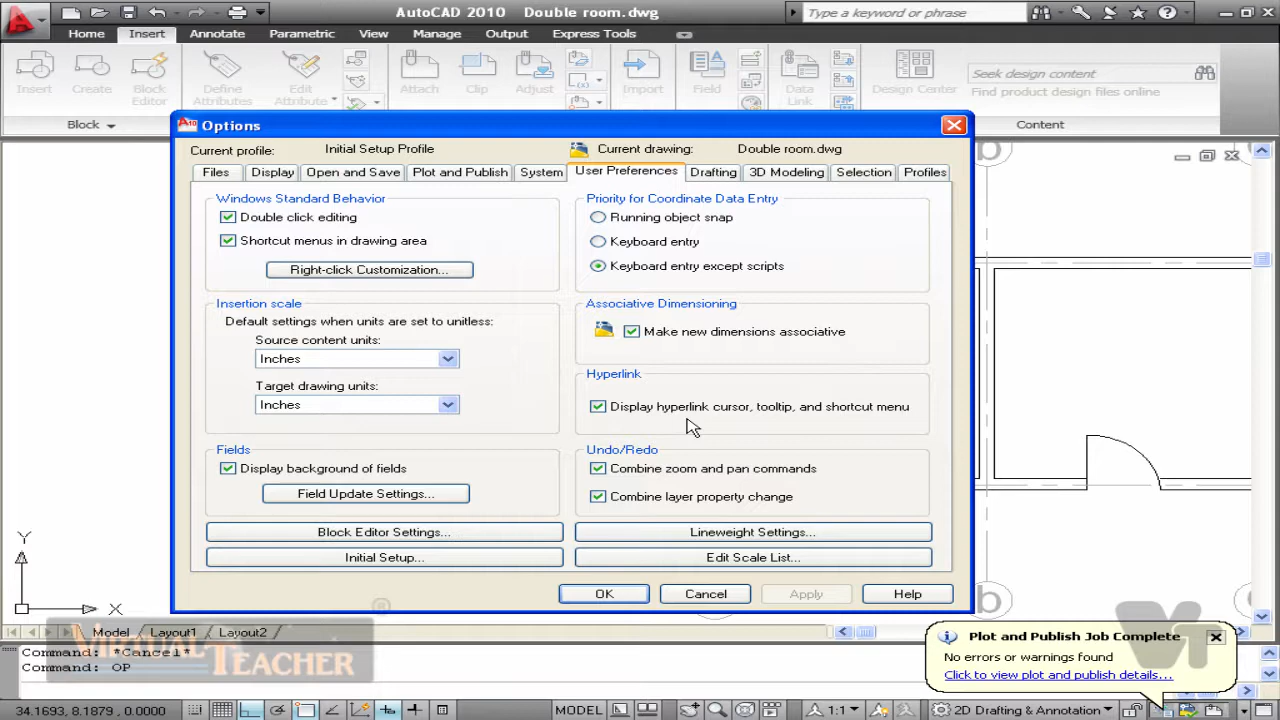 AutoCAD 2010 Double room.dwg
Type a keyword or phrase
Home Insert Annotate Parametric View Manage Output Express Tools
Insert Create Block Editor Define Attributes Edit Attributes Attach Clip Adjust Import Field Data Link Design Center
Seek design content
Find product design files online
Block Content
Options
Current profile: Initial Setup Profile Current drawing: Double room.dwg
Files Display Open and Save Plot and Publish System User Preferences Drafting 3D Modeling Selection Profiles
Windows Standard Behavior
Double click editing
Shortcut menus in drawing area
Right-click Customization...
Insertion scale
Default settings when units are set to unitless:
Source content units:
Inches
Target drawing units:
Inches
Fields
Display background of fields
Field Update Settings...
Block Editor Settings...
Initial Setup...
Priority for Coordinate Data Entry
Running object snap
Keyboard entry
Keyboard entry except scripts
Associative Dimensioning
Make new dimensions associative
Hyperlink
Display hyperlink cursor, tooltip, and shortcut menu
Undo/Redo
Combine zoom and pan commands
Combine layer property change
Lineweight Settings...
Edit Scale List...
OK Cancel Apply Help
b
b
Y
X
Model Layout1 Layout2
VIRTUAL TEACHER ®
VT
Command: *Cancel*
Command: OP
Plot and Publish Job Complete
No errors or warnings found
Click to view plot and publish details...
34.1693, 8.1879, 0.0000 MODEL 1:1 2D Drafting & Annotation